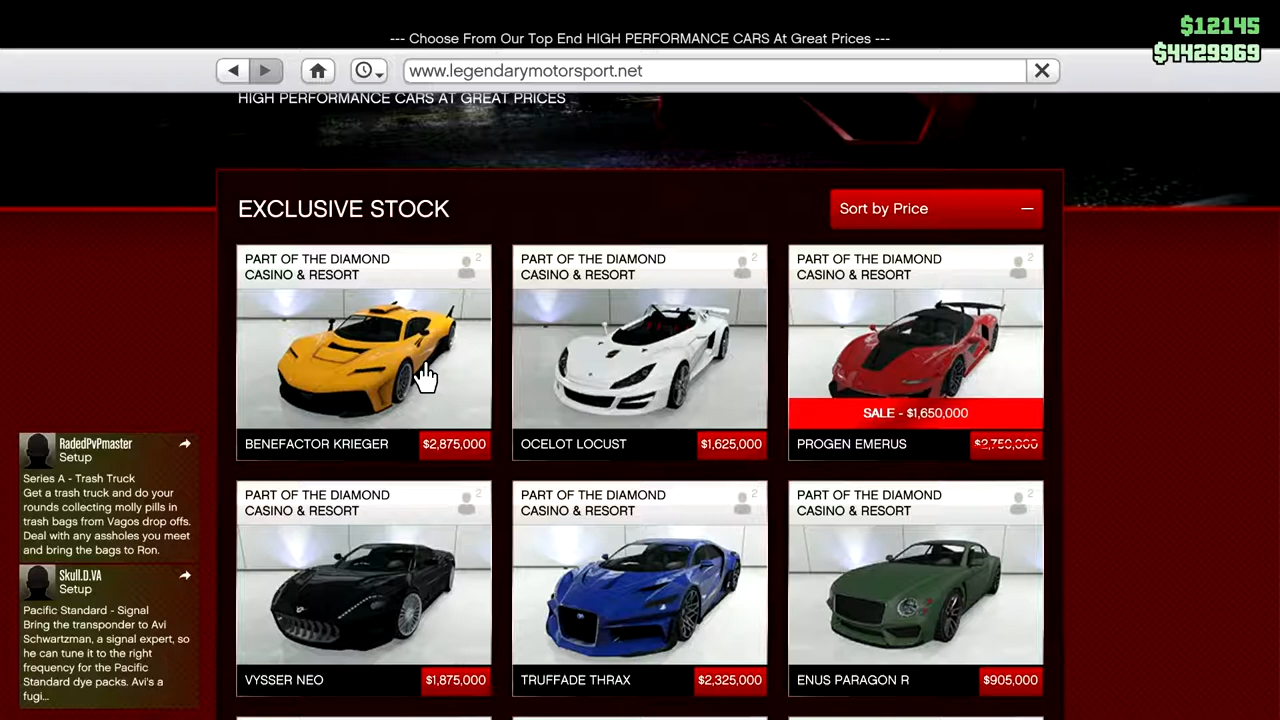 --- Choose From Our Top End HIGH PERFORMANCE CARS At Great Prices ---
$12145
$4429969
www.legendarymotorsport.net
HIGH PERFORMANCE CARS AT GREAT PRICES
EXCLUSIVE STOCK
Sort by Price
PART OF THE DIAMOND
CASINO & RESORT
2
BENEFACTOR KRIEGER
$2,875,000
PART OF THE DIAMOND
CASINO & RESORT
2
OCELOT LOCUST
$1,625,000
PART OF THE DIAMOND
CASINO & RESORT
2
SALE - $1,650,000
PROGEN EMERUS
$2,750,000
PART OF THE DIAMOND
CASINO & RESORT
2
VYSSER NEO
$1,875,000
PART OF THE DIAMOND
CASINO & RESORT
2
TRUFFADE THRAX
$2,325,000
PART OF THE DIAMOND
CASINO & RESORT
2
ENUS PARAGON R
$905,000
RadedPvPmaster
Setup
Series A - Trash Truck
Get a trash truck and do your
rounds collecting molly pills in
trash bags from Vagos drop offs.
Deal with any assholes you meet
and bring the bags to Ron.
Skull.D.VA
Setup
Pacific Standard - Signal
Bring the transponder to Avi
Schwartzman, a signal expert, so
he can tune it to the right
frequency for the Pacific
Standard dye packs. Avi's a
fugi...